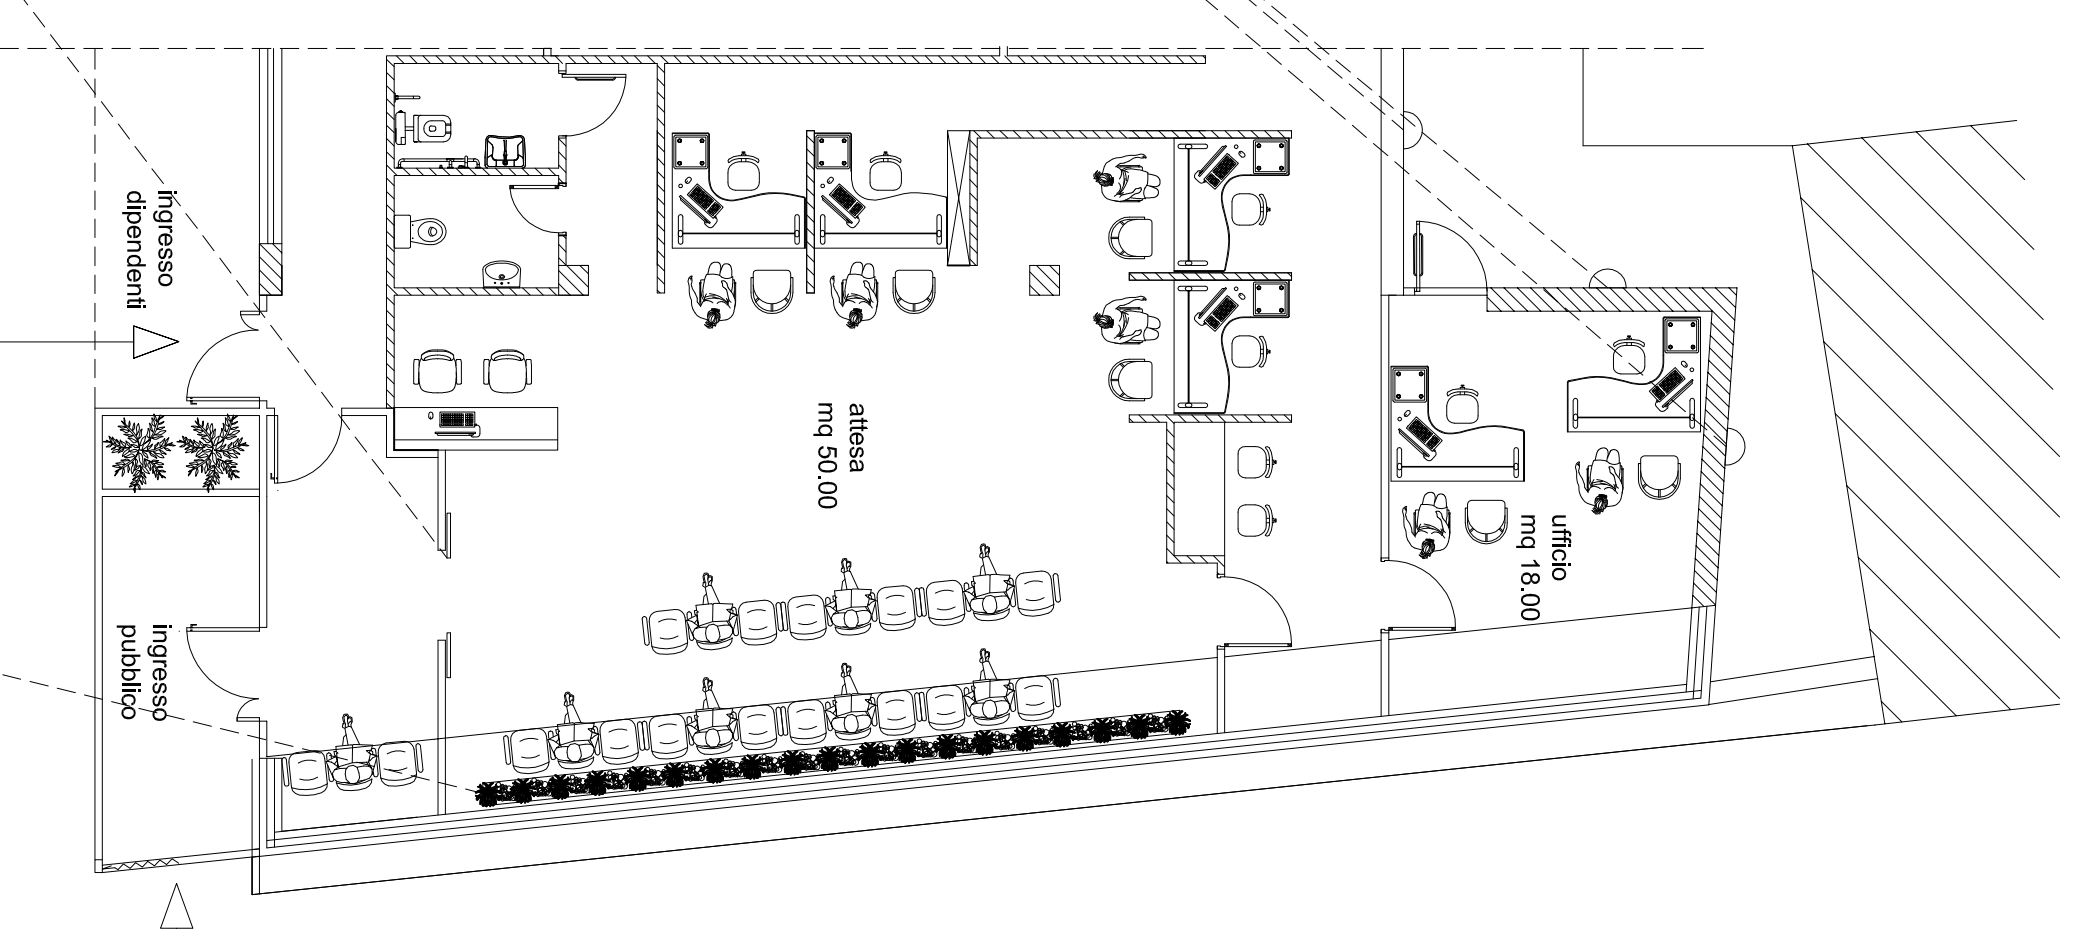 ingresso
dipendenti
attesa
mq 50.00
ufficio
mq 18.00
ingresso
pubblico